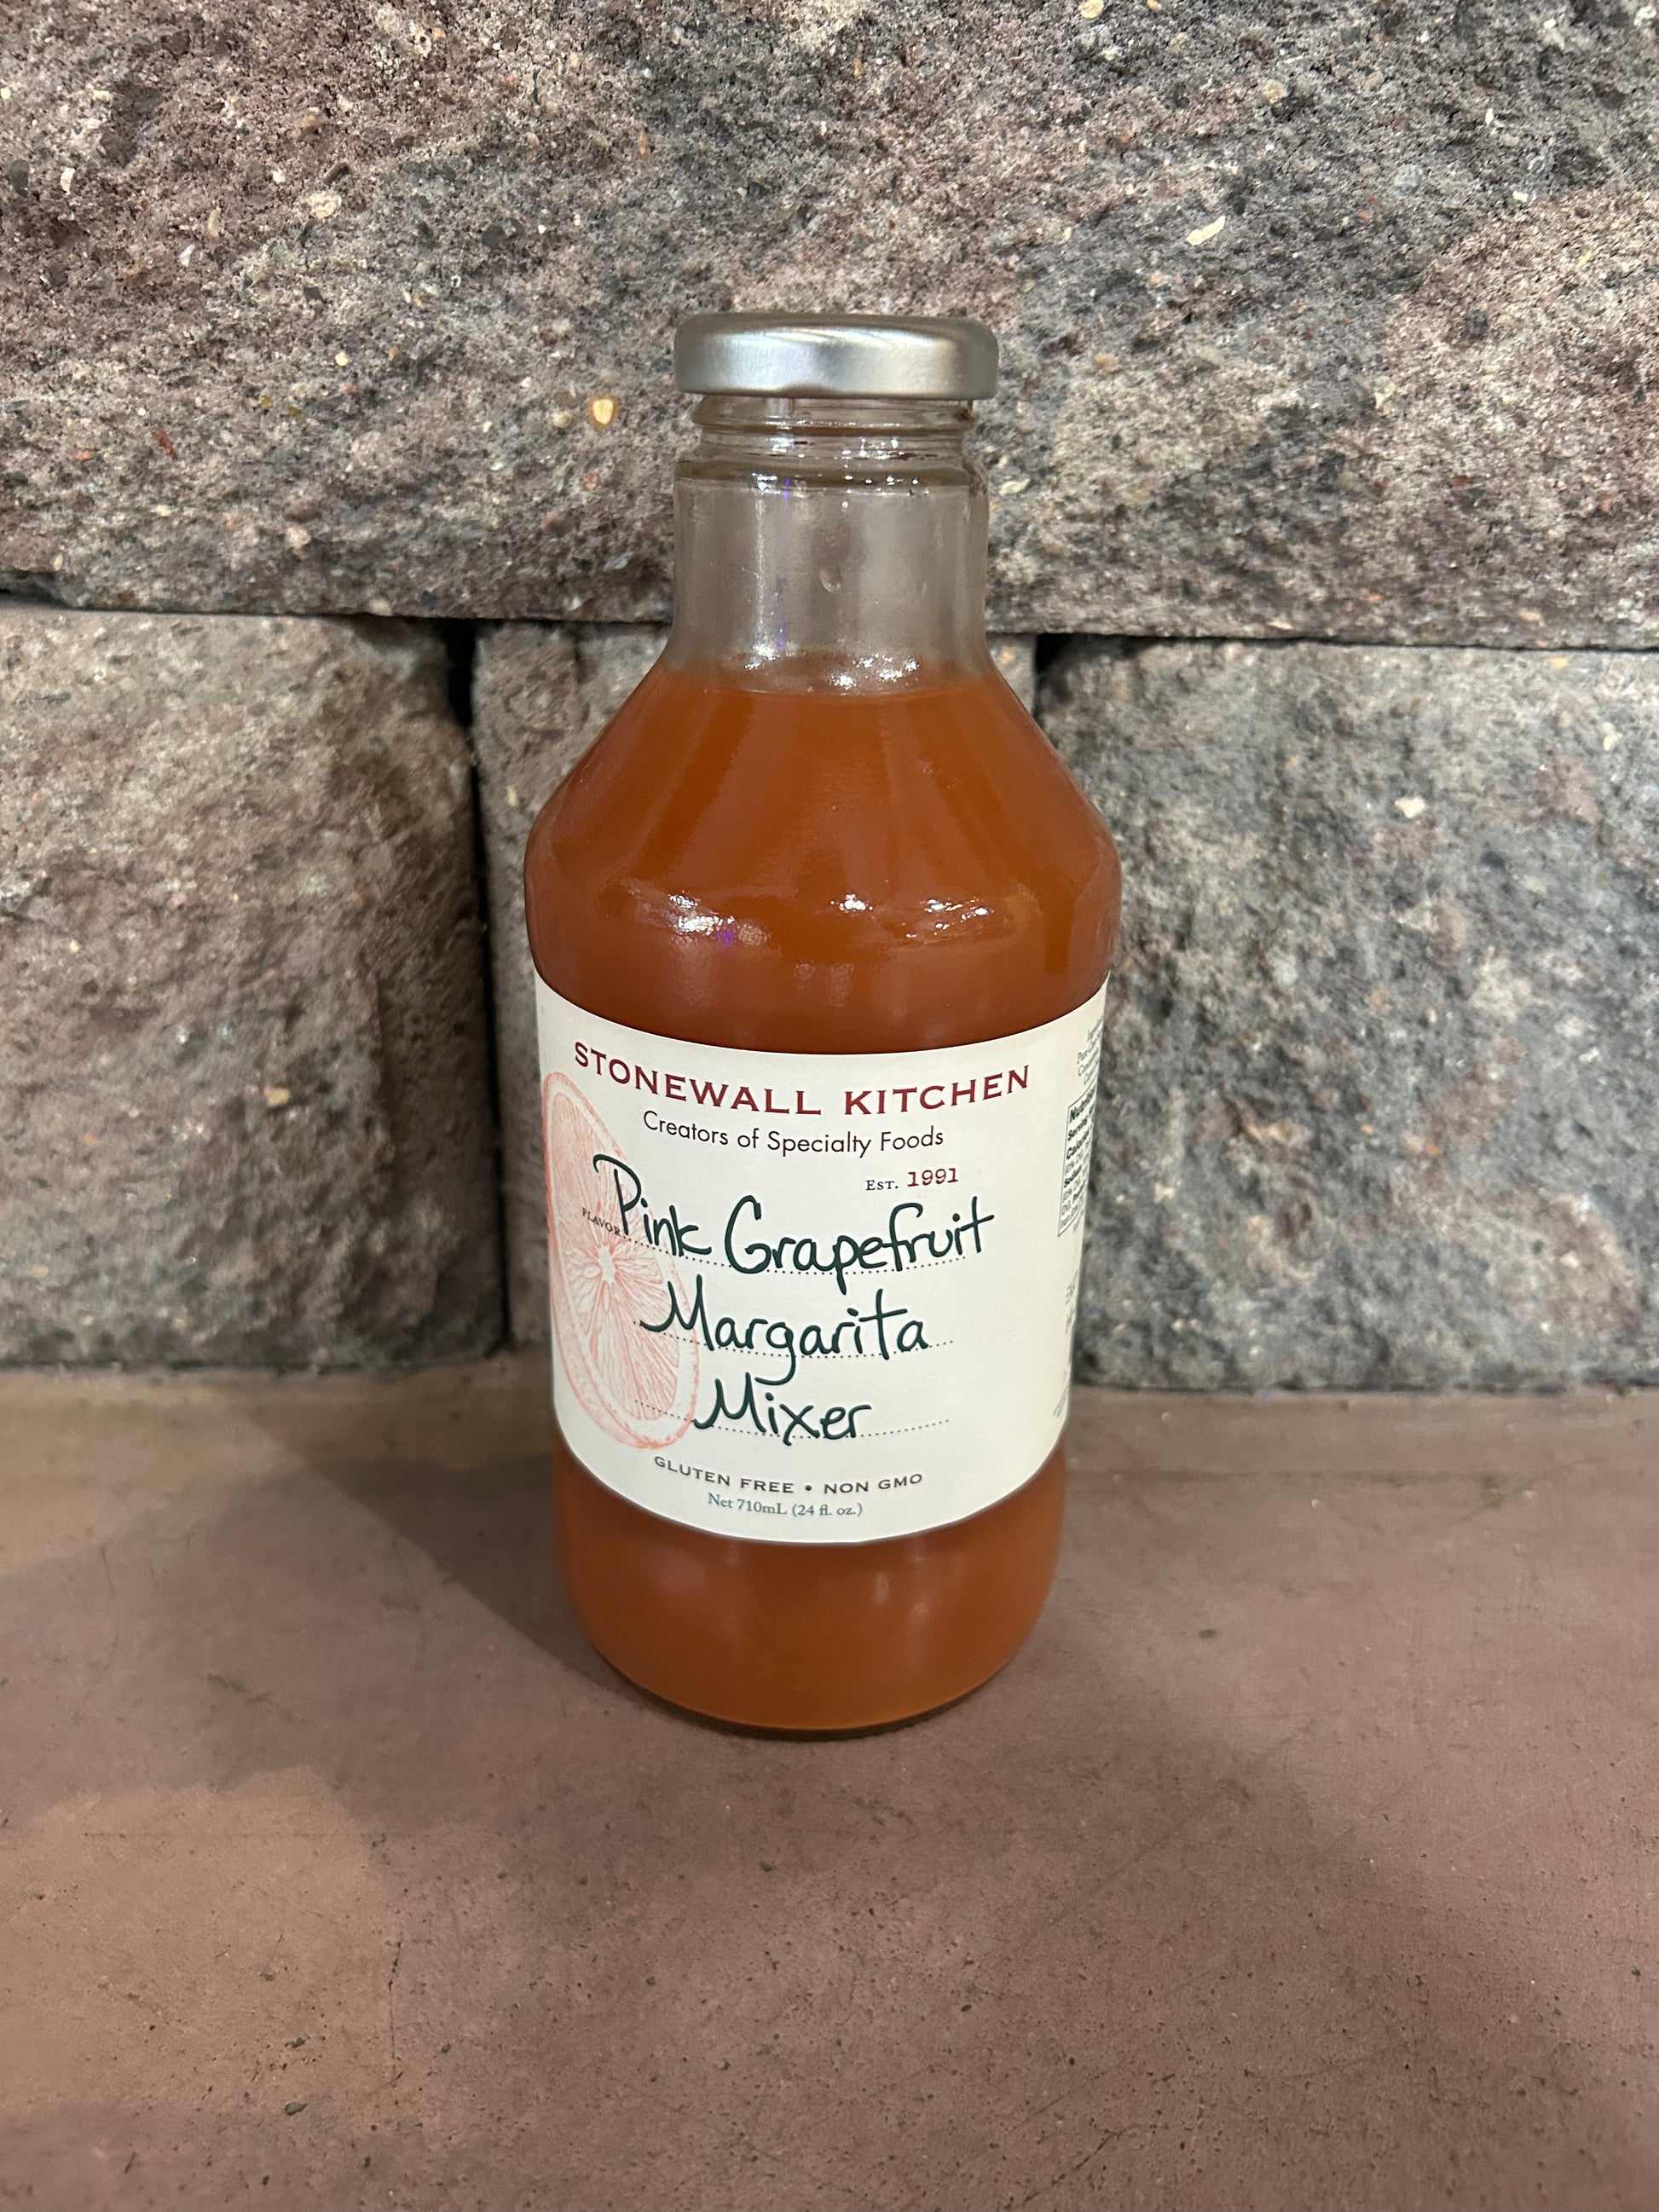 STONEWALL KITCHEN
Creators of Specialty Foods
EST. 1991
FLAVOR
Pink Grapefruit
Margarita
Mixer
GLUTEN FREE • NON GMO
Net 710mL (24 fl. oz.)